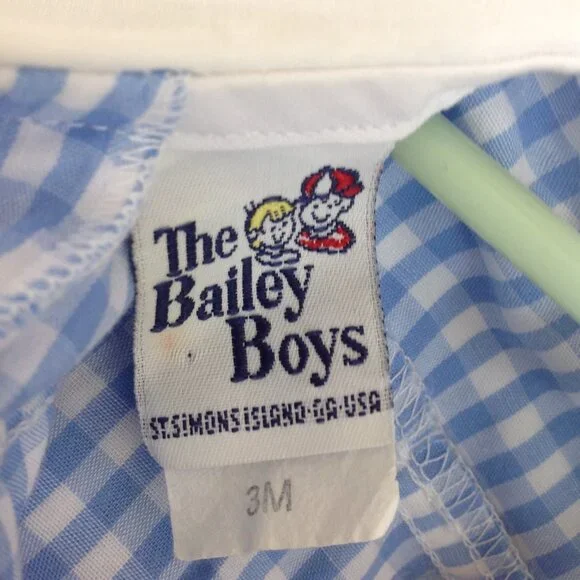 The
Bailey
Boys
ST.SIMONS ISLAND·GA·USA
3M